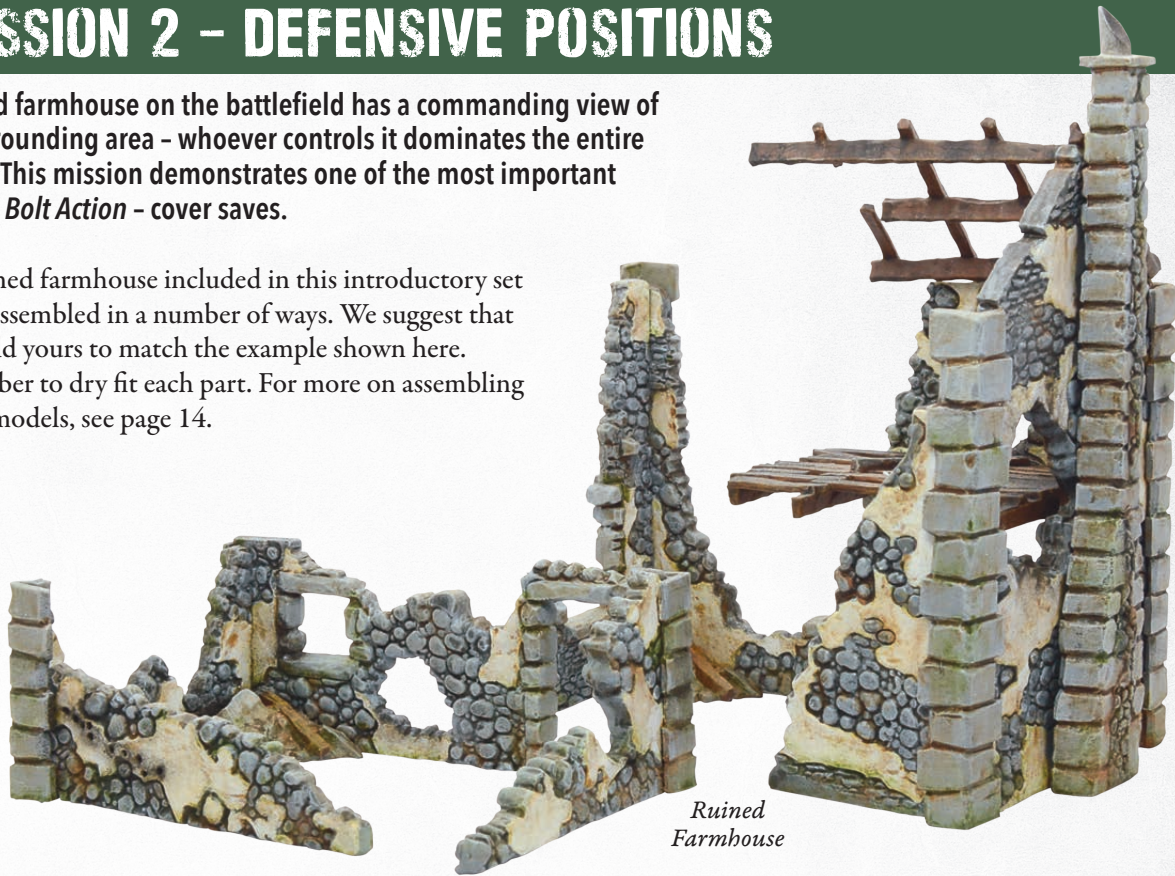 SSION 2 – DEFENSIVE POSITIONS
d farmhouse on the battlefield has a commanding view of
ounding area – whoever controls it dominates the entire
This mission demonstrates one of the most important
Bolt Action – cover saves.
ned farmhouse included in this introductory set
ssembled in a number of ways. We suggest that
d yours to match the example shown here.
ber to dry fit each part. For more on assembling
models, see page 14.
Ruined
Farmhouse